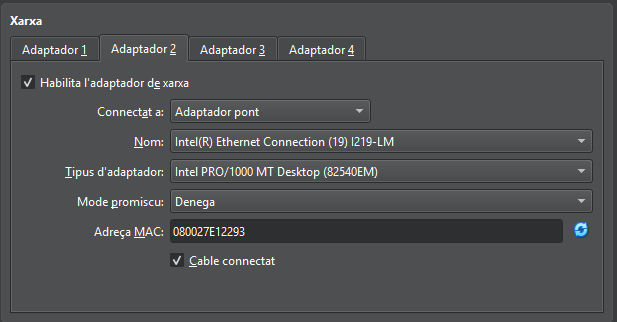 Xarxa
Adaptador 1 Adaptador 2 Adaptador 3 Adaptador 4
Habilita l'adaptador de xarxa
Connectat a: Adaptador pont
Nom: Intel(R) Ethernet Connection (19) I219-LM
Tipus d'adaptador: Intel PRO/1000 MT Desktop (82540EM)
Mode promiscu: Denega
Adreça MAC: 080027E12293
Cable connectat